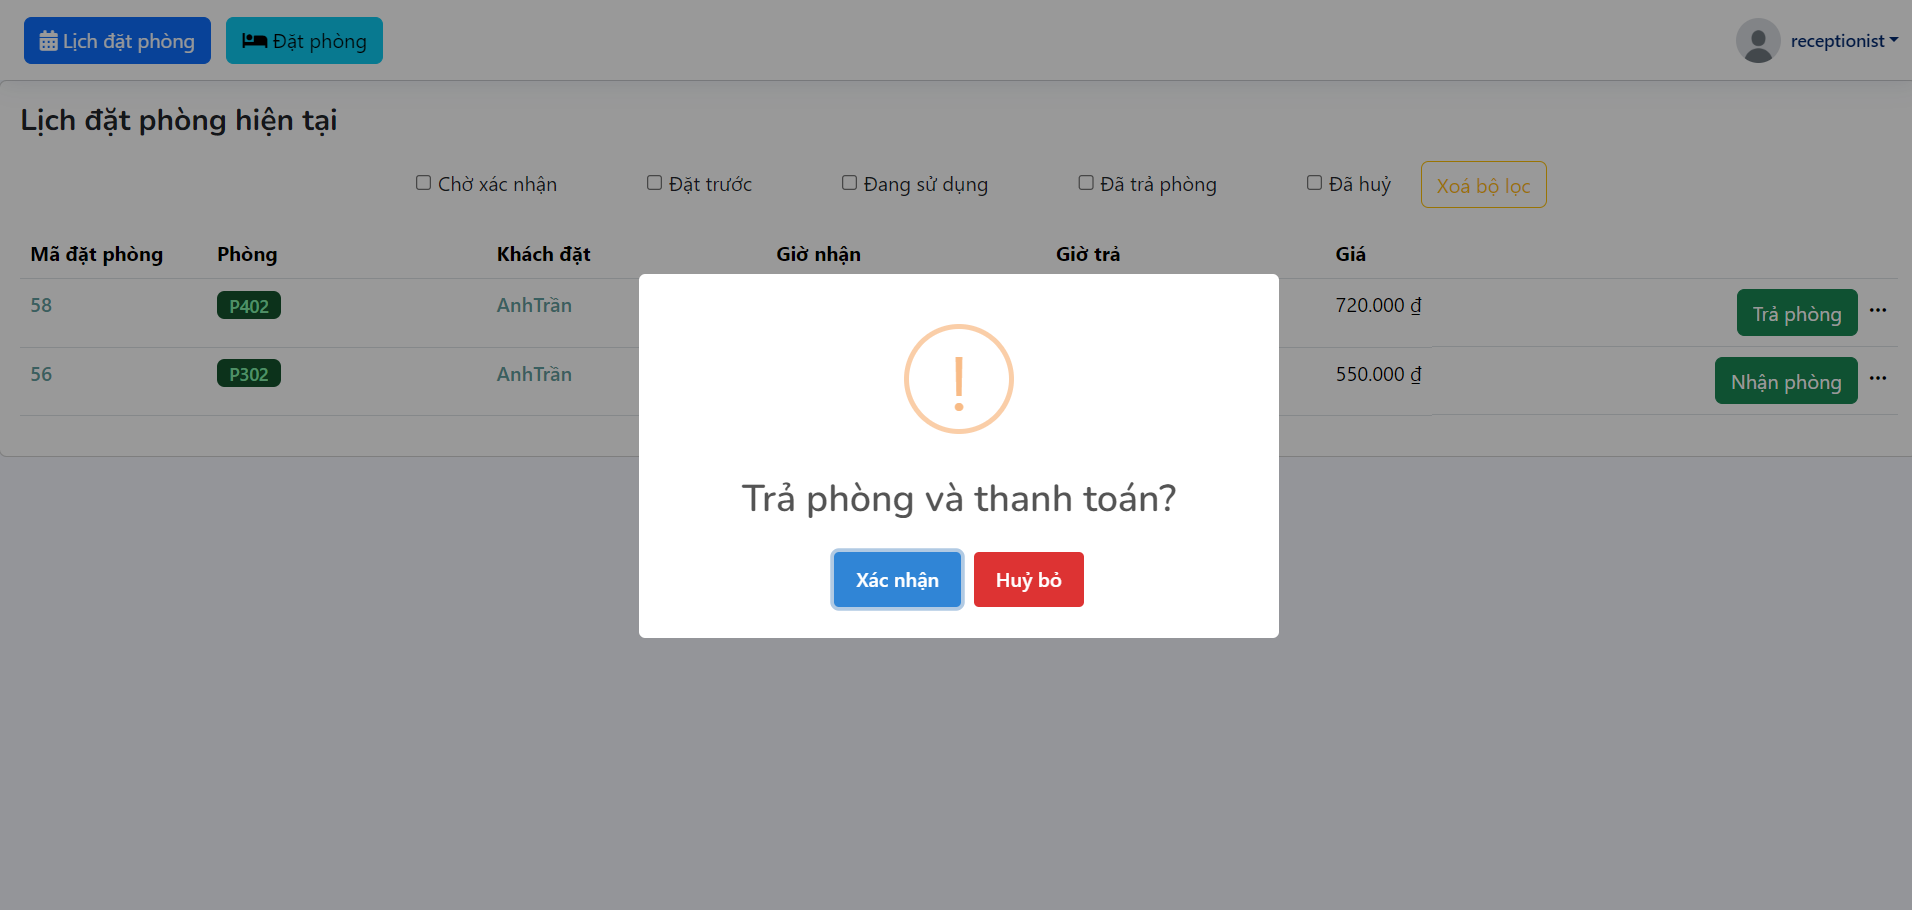 Lịch đặt phòng
Đặt phòng
receptionist
Lịch đặt phòng hiện tại
Chờ xác nhận
Đặt trước
Đang sử dụng
Đã trả phòng
Đã huỷ
Xoá bộ lọc
Mã đặt phòng Phòng Khách đặt Giờ nhận Giờ trả Giá
58 P402 AnhTrần 720.000 ₫ Trả phòng ...
56 P302 AnhTrần 550.000 ₫ Nhận phòng ...
!
Trả phòng và thanh toán?
Xác nhận Huỷ bỏ